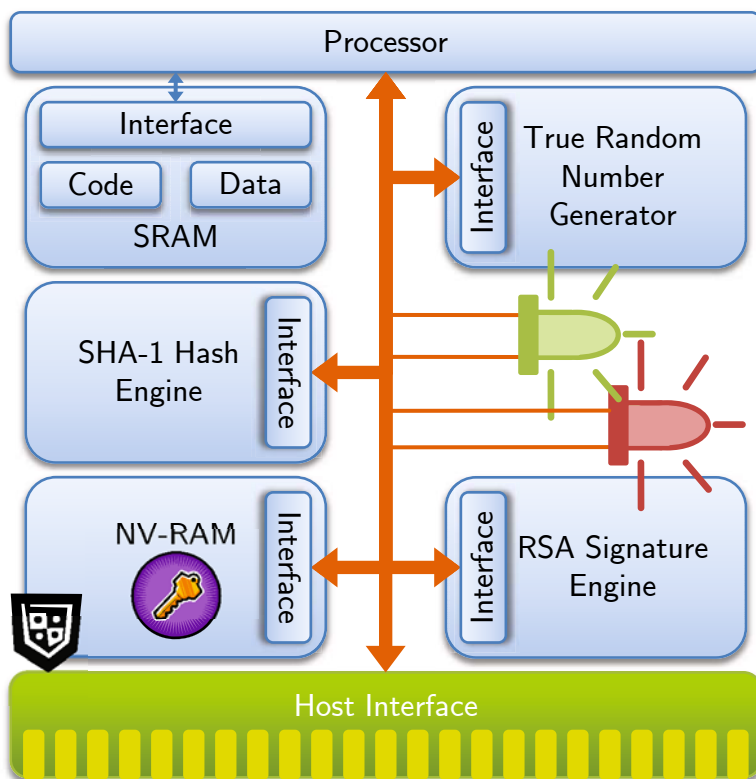 Processor
Interface
Code
Data
SRAM
Interface
True Random
Number
Generator
SHA-1 Hash
Engine
Interface
NV-RAM
Interface
Interface
RSA Signature
Engine
Host Interface